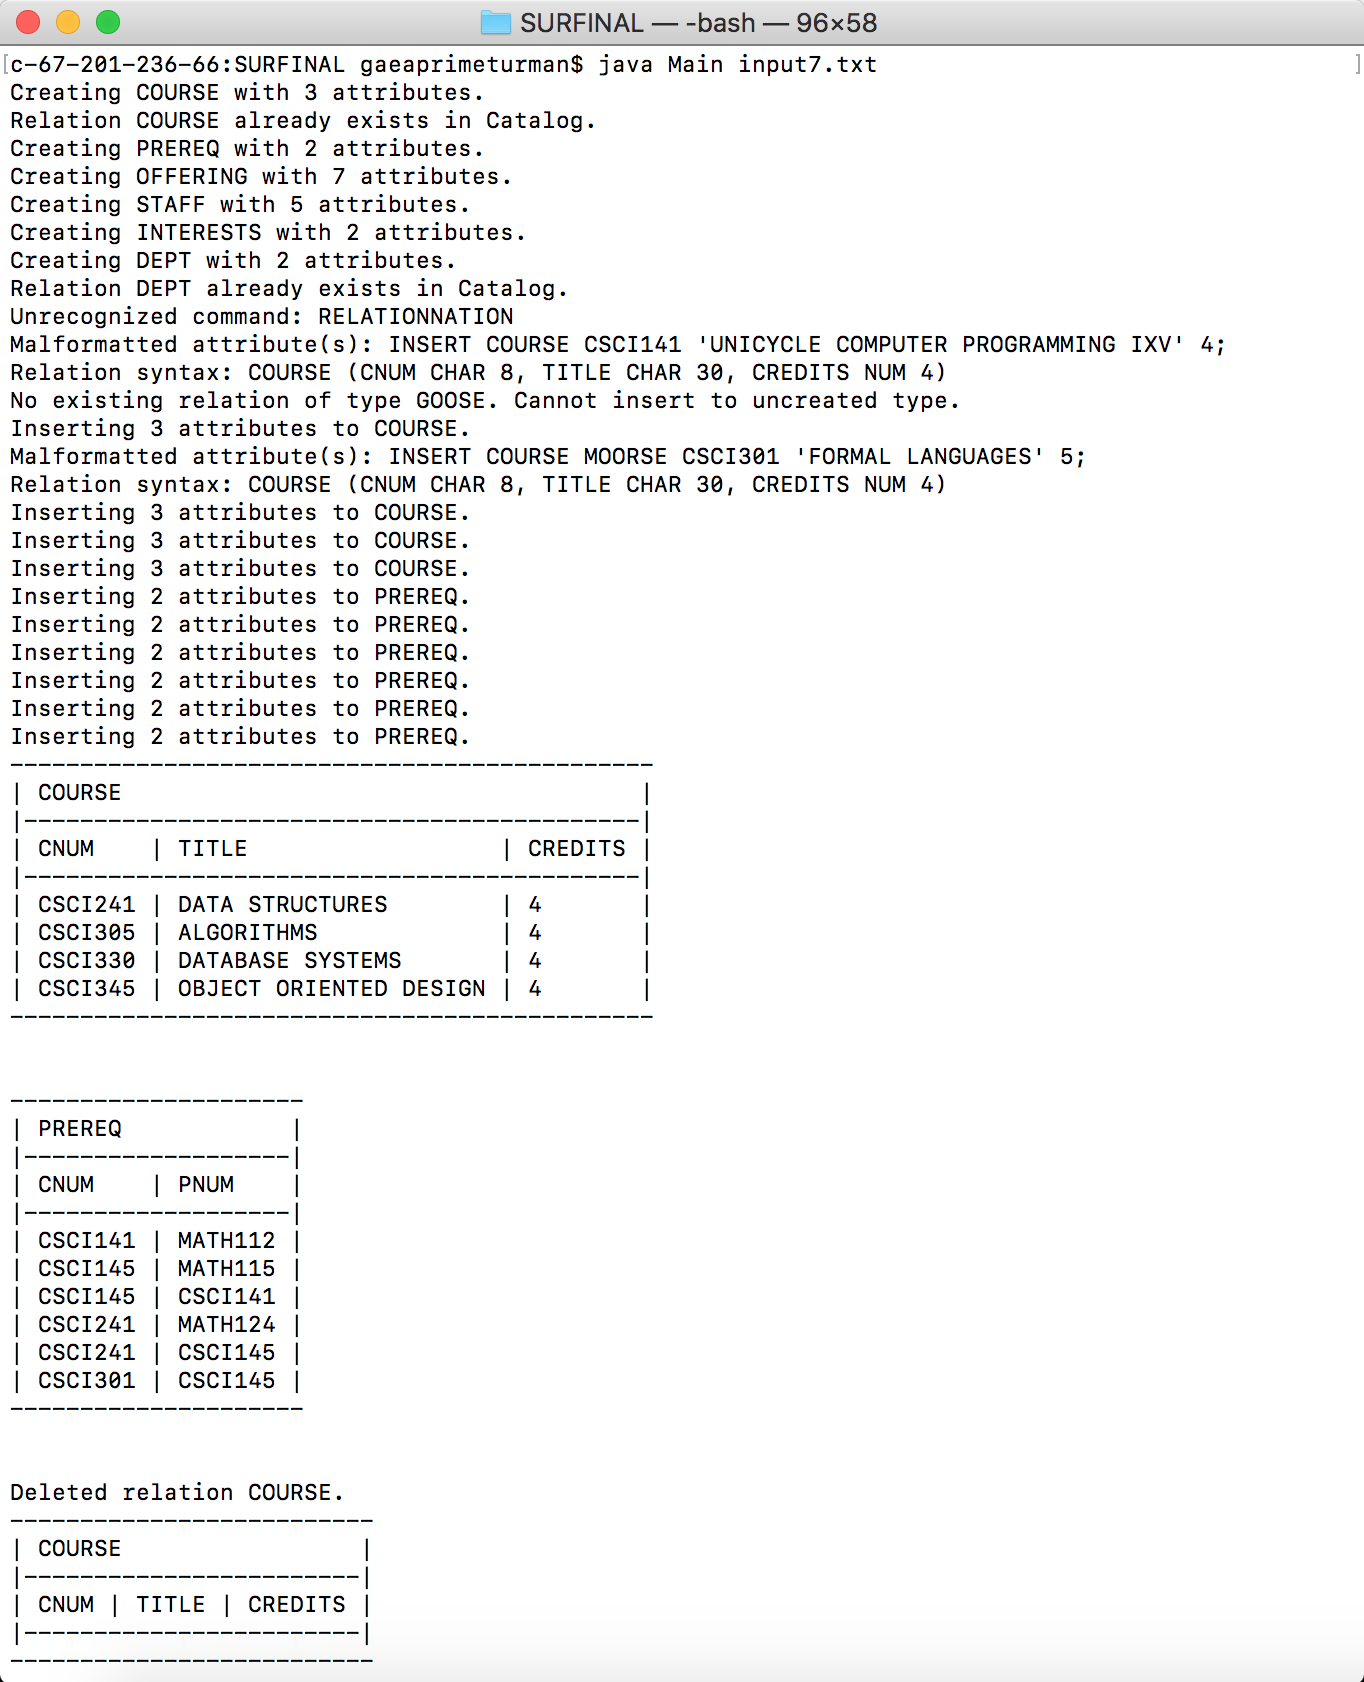 SURFINAL — -bash — 96×58
[c-67-201-236-66:SURFINAL gaeaprimeturman$ java Main input7.txt ]
Creating COURSE with 3 attributes.
Relation COURSE already exists in Catalog.
Creating PREREQ with 2 attributes.
Creating OFFERING with 7 attributes.
Creating STAFF with 5 attributes.
Creating INTERESTS with 2 attributes.
Creating DEPT with 2 attributes.
Relation DEPT already exists in Catalog.
Unrecognized command: RELATIONNATION
Malformatted attribute(s): INSERT COURSE CSCI141 'UNICYCLE COMPUTER PROGRAMMING IXV' 4;
Relation syntax: COURSE (CNUM CHAR 8, TITLE CHAR 30, CREDITS NUM 4)
No existing relation of type GOOSE. Cannot insert to uncreated type.
Inserting 3 attributes to COURSE.
Malformatted attribute(s): INSERT COURSE MOORSE CSCI301 'FORMAL LANGUAGES' 5;
Relation syntax: COURSE (CNUM CHAR 8, TITLE CHAR 30, CREDITS NUM 4)
Inserting 3 attributes to COURSE.
Inserting 3 attributes to COURSE.
Inserting 3 attributes to COURSE.
Inserting 2 attributes to PREREQ.
Inserting 2 attributes to PREREQ.
Inserting 2 attributes to PREREQ.
Inserting 2 attributes to PREREQ.
Inserting 2 attributes to PREREQ.
Inserting 2 attributes to PREREQ.
----------------------------------------------
| COURSE                                     |
|--------------------------------------------|
| CNUM    | TITLE                  | CREDITS |
|--------------------------------------------|
| CSCI241 | DATA STRUCTURES        | 4       |
| CSCI305 | ALGORITHMS             | 4       |
| CSCI330 | DATABASE SYSTEMS       | 4       |
| CSCI345 | OBJECT ORIENTED DESIGN | 4       |
----------------------------------------------
---------------------
| PREREQ            |
|-------------------|
| CNUM    | PNUM    |
|-------------------|
| CSCI141 | MATH112 |
| CSCI145 | MATH115 |
| CSCI145 | CSCI141 |
| CSCI241 | MATH124 |
| CSCI241 | CSCI145 |
| CSCI301 | CSCI145 |
---------------------
Deleted relation COURSE.
--------------------------
| COURSE                 |
|------------------------|
| CNUM | TITLE | CREDITS |
|------------------------|
--------------------------